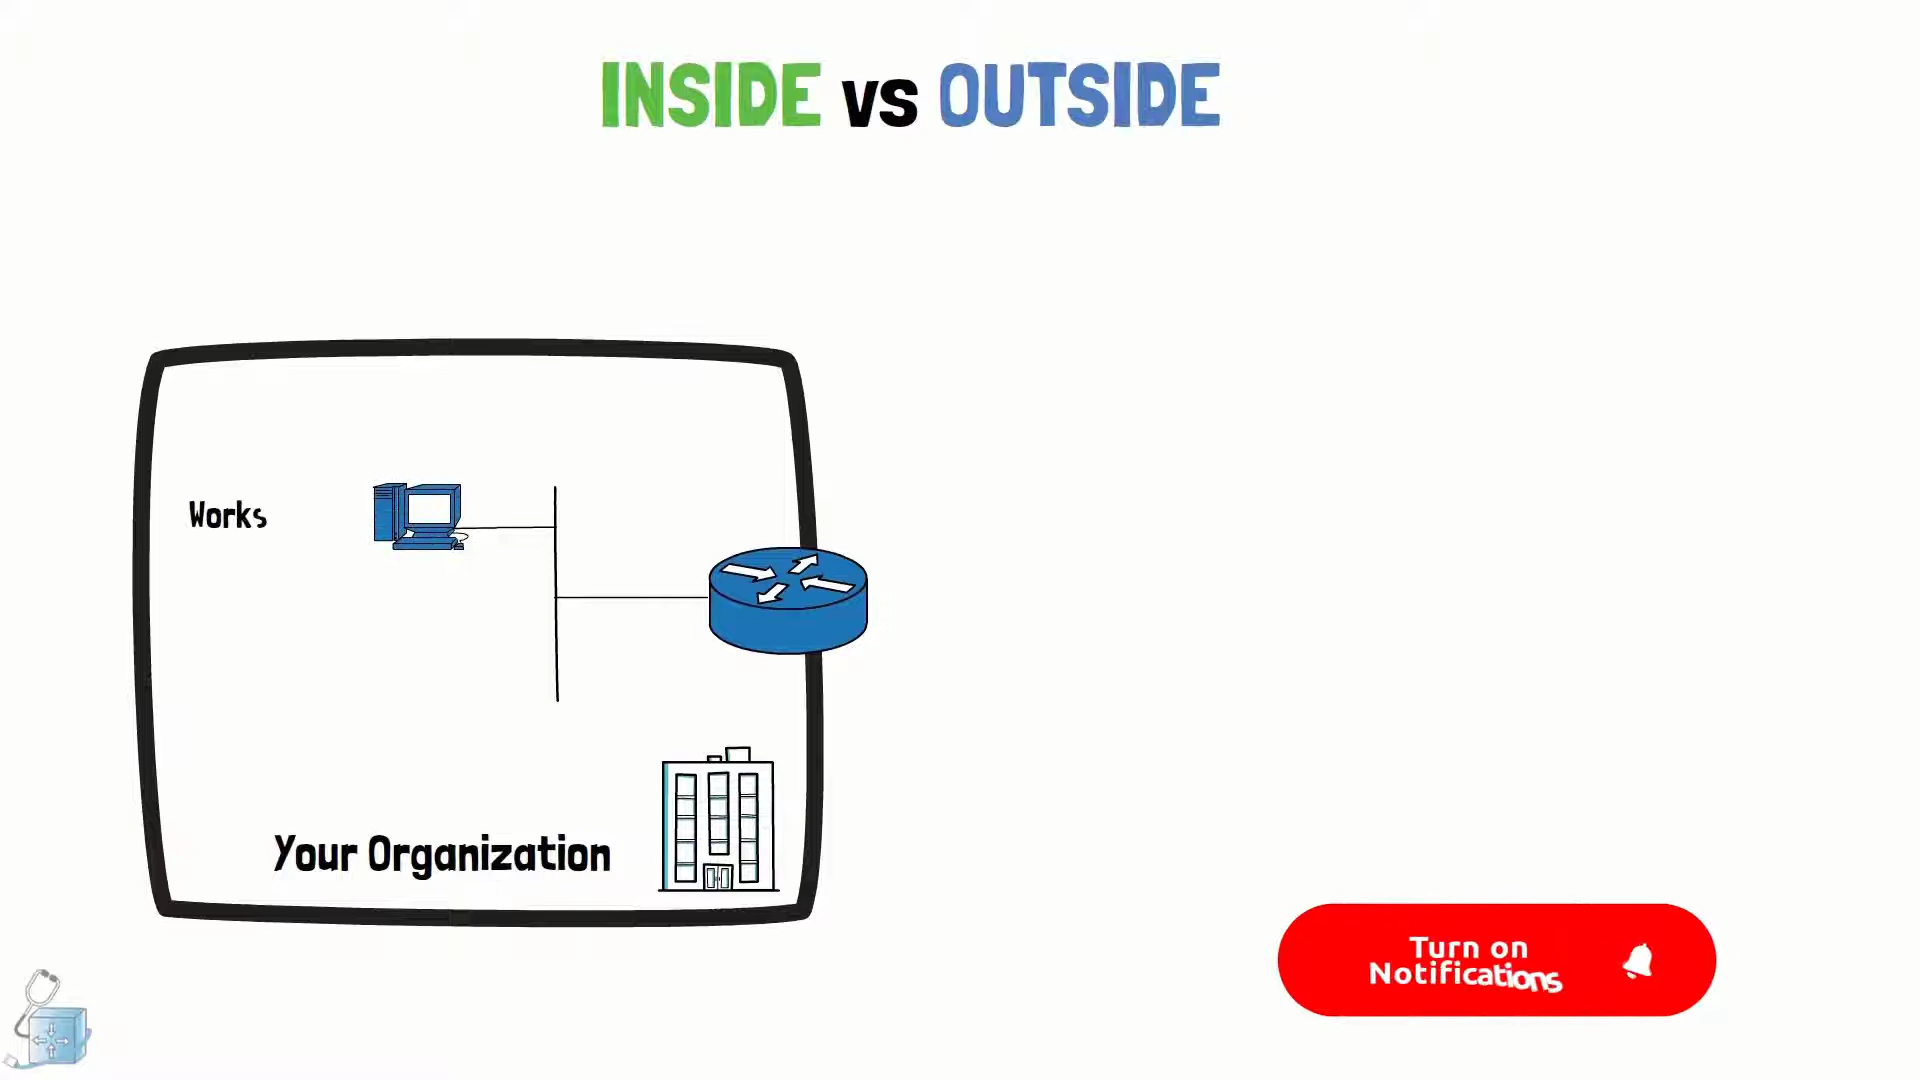 INSIDE vs OUTSIDE
Works
Your Organization
Turn on
Notifications